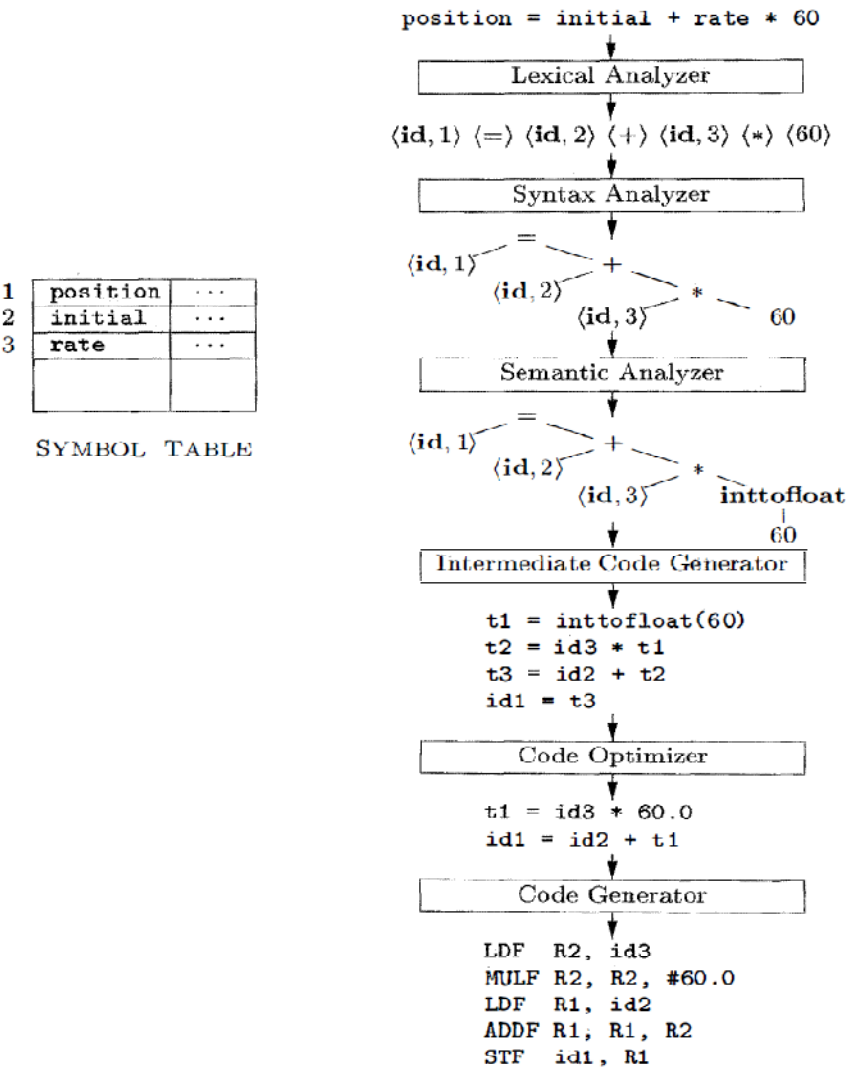 position = initial + rate * 60
Lexical Analyzer
⟨id, 1⟩ ⟨=⟩ ⟨id, 2⟩ ⟨+⟩ ⟨id, 3⟩ ⟨*⟩ ⟨60⟩
Syntax Analyzer
=
⟨id, 1⟩ +
⟨id, 2⟩ *
⟨id, 3⟩ 60
1 position ...
2 initial ...
3 rate ...
SYMBOL TABLE
Semantic Analyzer
=
⟨id, 1⟩ +
⟨id, 2⟩ *
⟨id, 3⟩ inttofloat
60
Intermediate Code Generator
t1 = inttofloat(60)
t2 = id3 * t1
t3 = id2 + t2
id1 = t3
Code Optimizer
t1 = id3 * 60.0
id1 = id2 + t1
Code Generator
LDF R2, id3
MULF R2, R2, #60.0
LDF R1, id2
ADDF R1, R1, R2
STF id1, R1